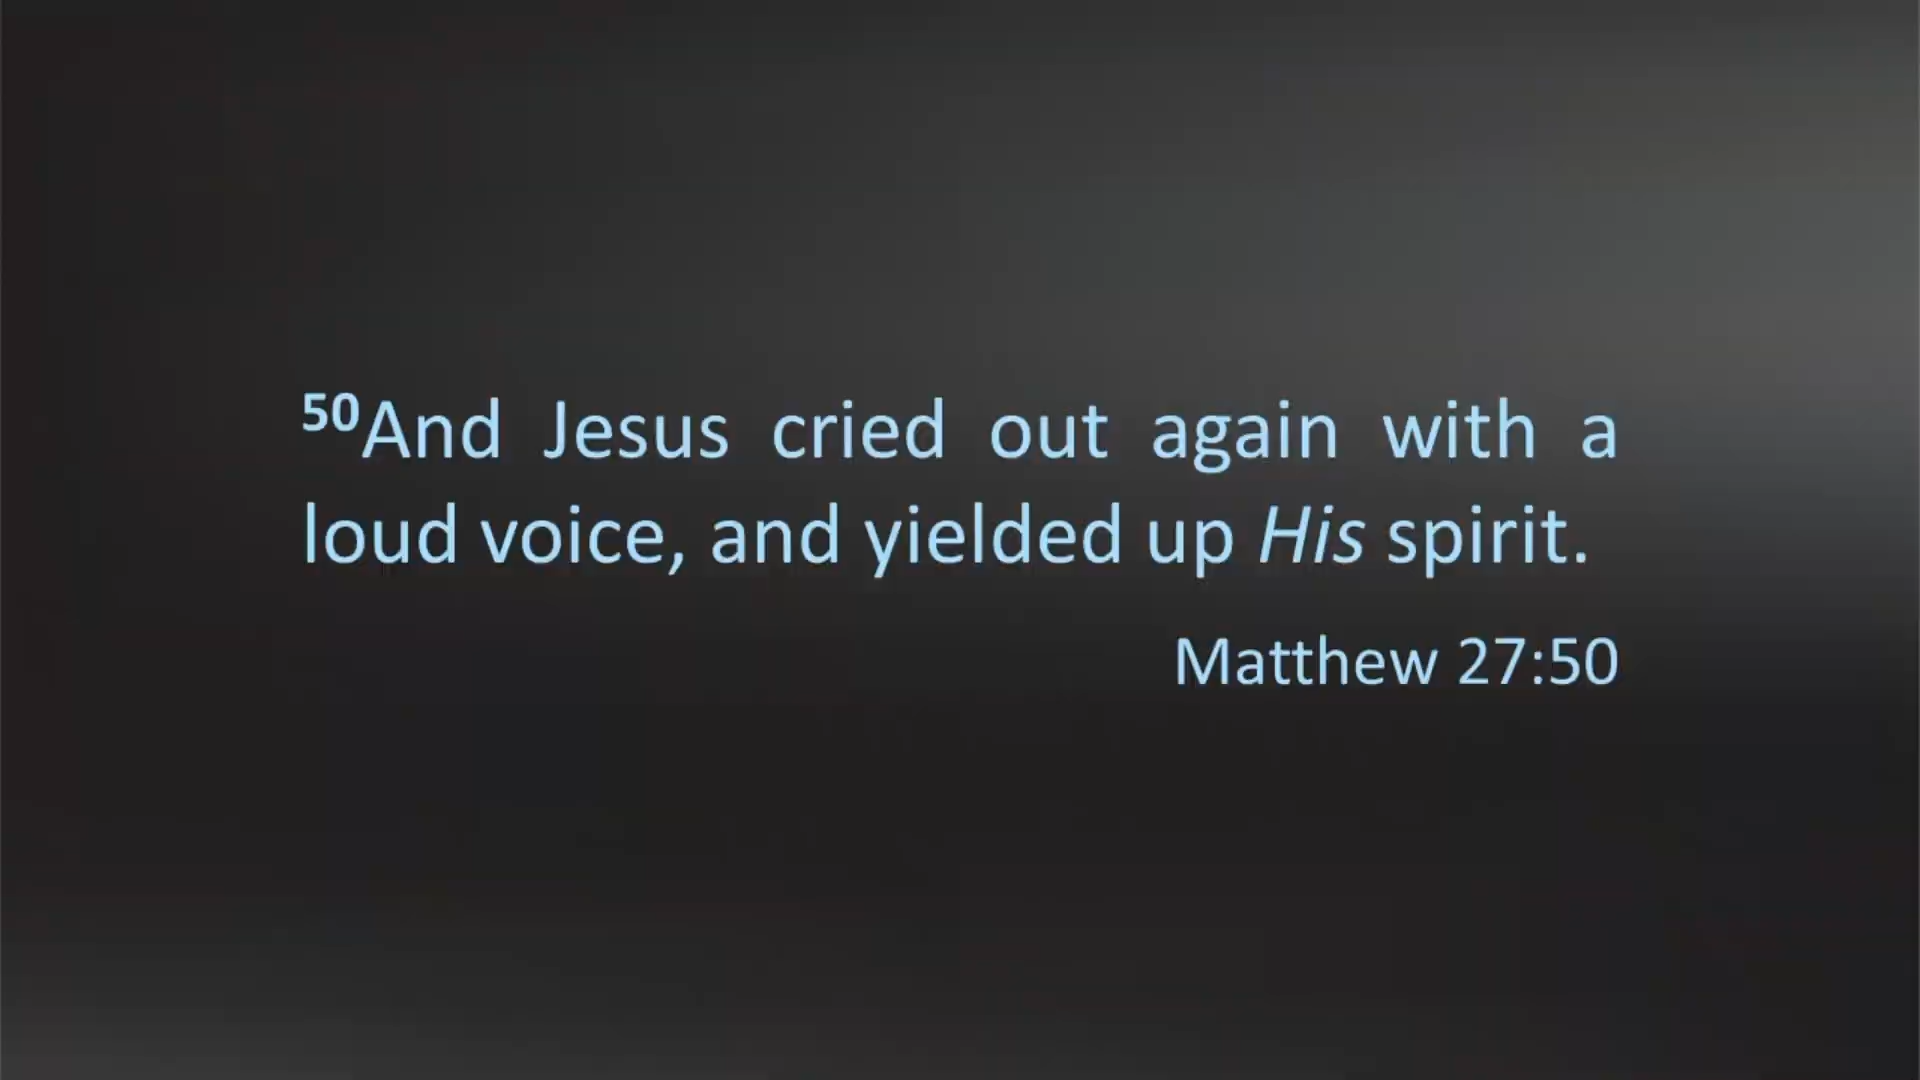 50And Jesus cried out again with a
loud voice, and yielded up His spirit.
Matthew 27:50